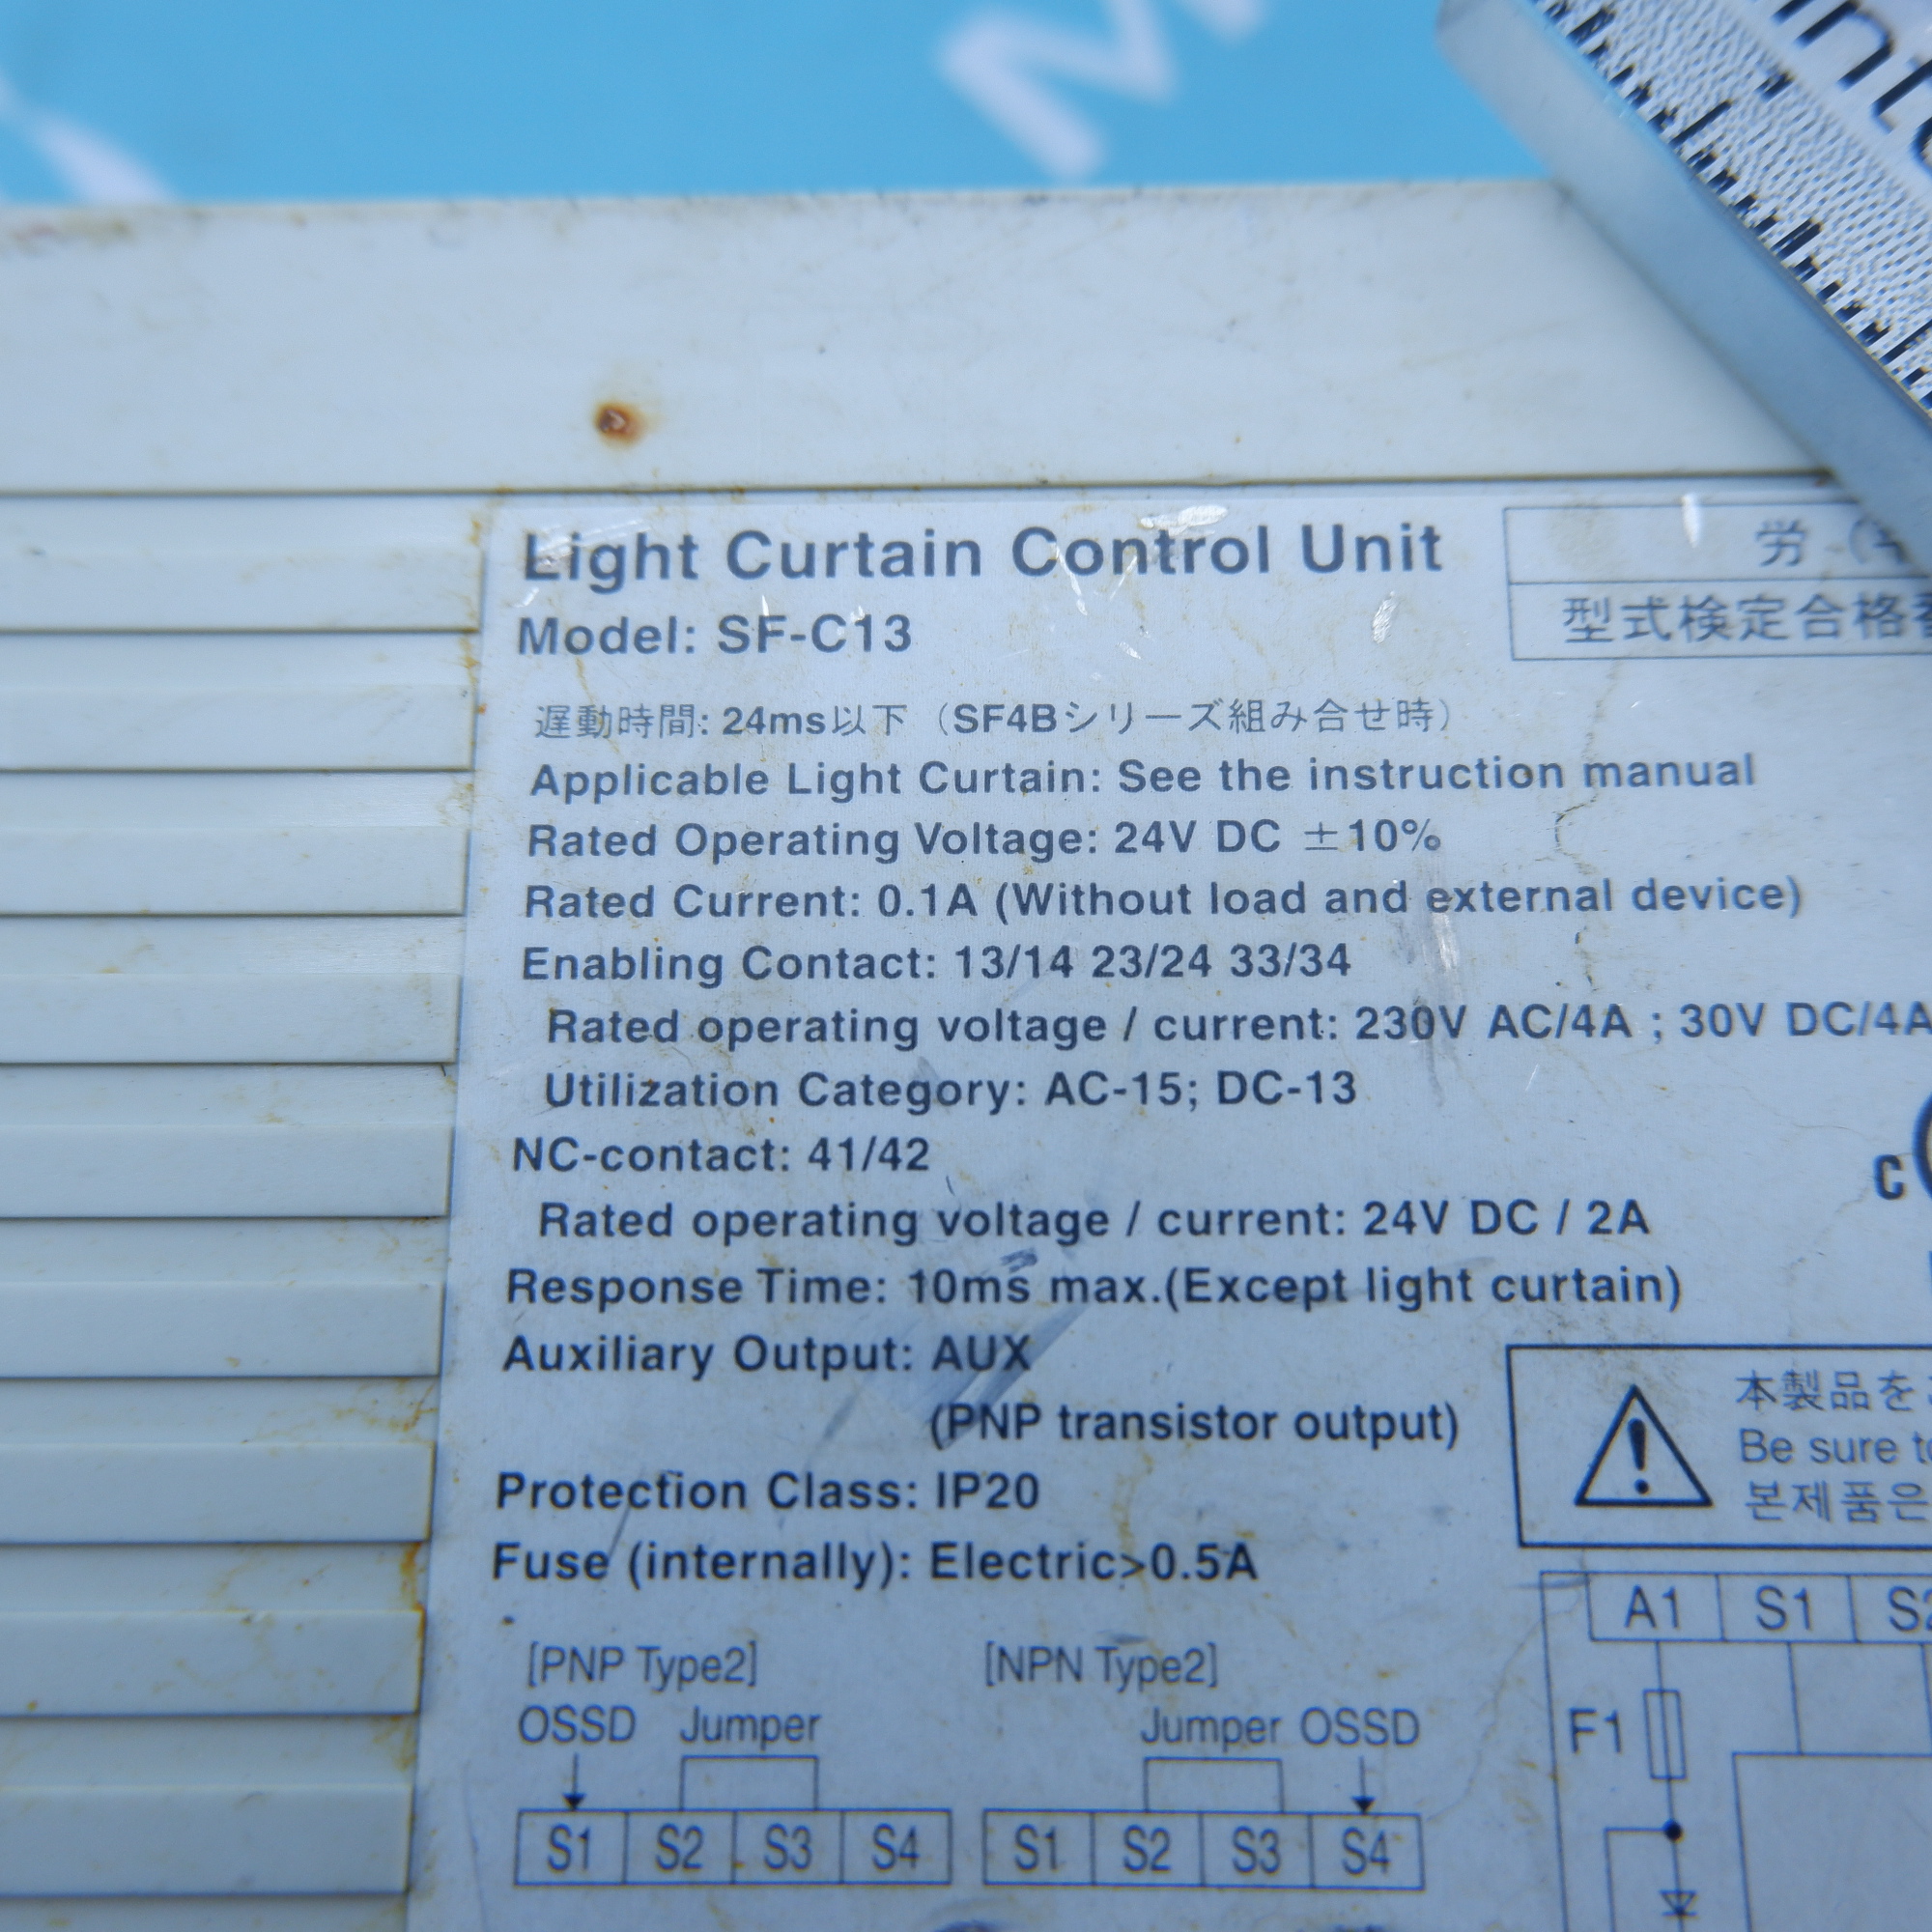 Light Curtain Control Unit
Model: SF-C13
労
型式検定合格
遅動時間: 24ms以下（SF4Bシリーズ組み合せ時）
Applicable Light Curtain: See the instruction manual
Rated Operating Voltage: 24V DC ±10%
Rated Current: 0.1A (Without load and external device)
Enabling Contact: 13/14 23/24 33/34
Rated operating voltage / current: 230V AC/4A ; 30V DC/4A
Utilization Category: AC-15; DC-13
NC-contact: 41/42
Rated operating voltage / current: 24V DC / 2A
C
Response Time: 10ms max.(Except light curtain)
Auxiliary Output: AUX
(PNP transistor output)
Protection Class: IP20
Fuse (internally): Electric>0.5A
本製品を
Be sure to
본제품은
[PNP Type2]
OSSD Jumper
S1 S2 S3 S4
[NPN Type2]
Jumper OSSD
S1 S2 S3 S4
A1 S1 S2
F1